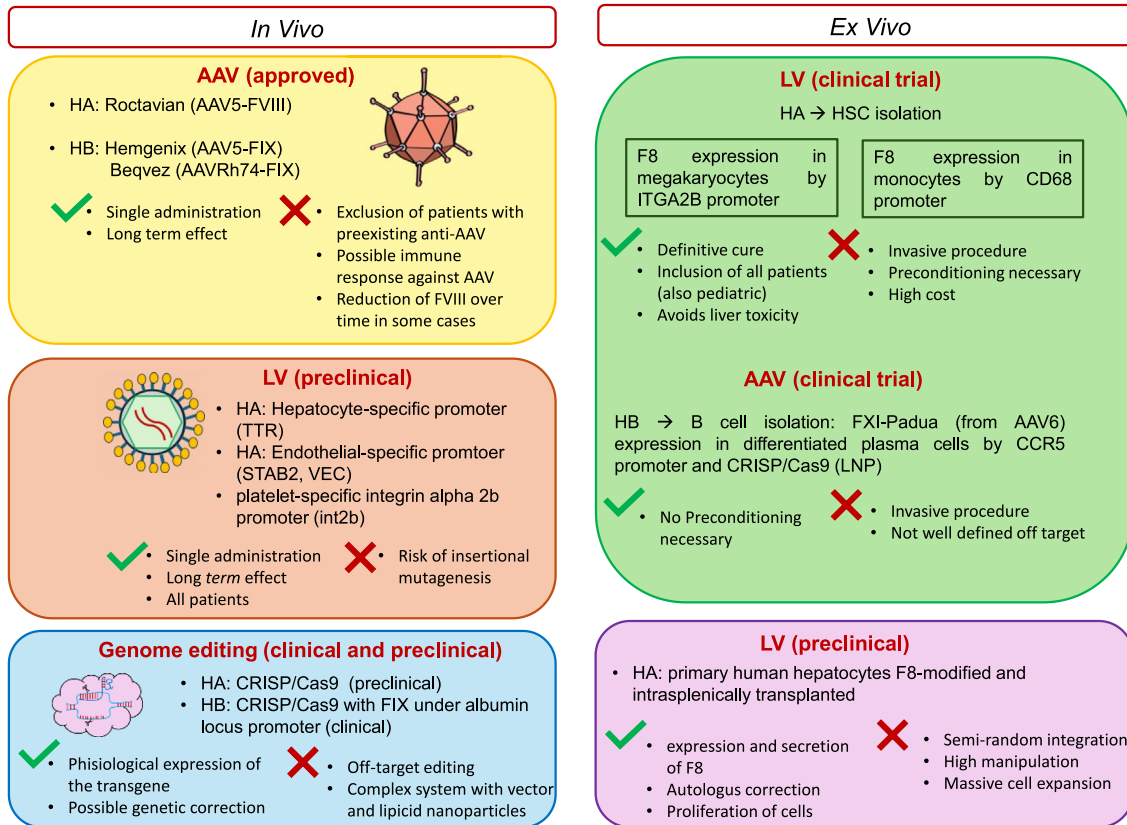 In Vivo
AAV (approved)
• HA: Roctavian (AAV5-FVIII)
• HB: Hemgenix (AAV5-FIX)
Beqvez (AAVRh74-FIX)
• Single administration
• Long term effect
• Exclusion of patients with
preexisting anti-AAV
• Possible immune
response against AAV
• Reduction of FVIII over
time in some cases
LV (preclinical)
• HA: Hepatocyte-specific promoter
(TTR)
• HA: Endothelial-specific promtoer
(STAB2, VEC)
• platelet-specific integrin alpha 2b
promoter (int2b)
• Single administration
• Long term effect
• All patients
• Risk of insertional
mutagenesis
Genome editing (clinical and preclinical)
• HA: CRISP/Cas9 (preclinical)
• HB: CRISP/Cas9 with FIX under albumin
locus promoter (clinical)
• Phisiological expression of
the transgene
• Possible genetic correction
• Off-target editing
• Complex system with vector
and lipicid nanoparticles
Ex Vivo
LV (clinical trial)
HA → HSC isolation
F8 expression in
megakaryocytes by
ITGA2B promoter
F8 expression in
monocytes by CD68
promoter
• Definitive cure
• Inclusion of all patients
(also pediatric)
• Avoids liver toxicity
• Invasive procedure
• Preconditioning necessary
• High cost
AAV (clinical trial)
HB → B cell isolation: FXI-Padua (from AAV6)
expression in differentiated plasma cells by CCR5
promoter and CRISP/Cas9 (LNP)
• No Preconditioning
necessary
• Invasive procedure
• Not well defined off target
LV (preclinical)
• HA: primary human hepatocytes F8-modified and
intrasplenically transplanted
• expression and secretion
of F8
• Autologus correction
• Proliferation of cells
• Semi-random integration
• High manipulation
• Massive cell expansion